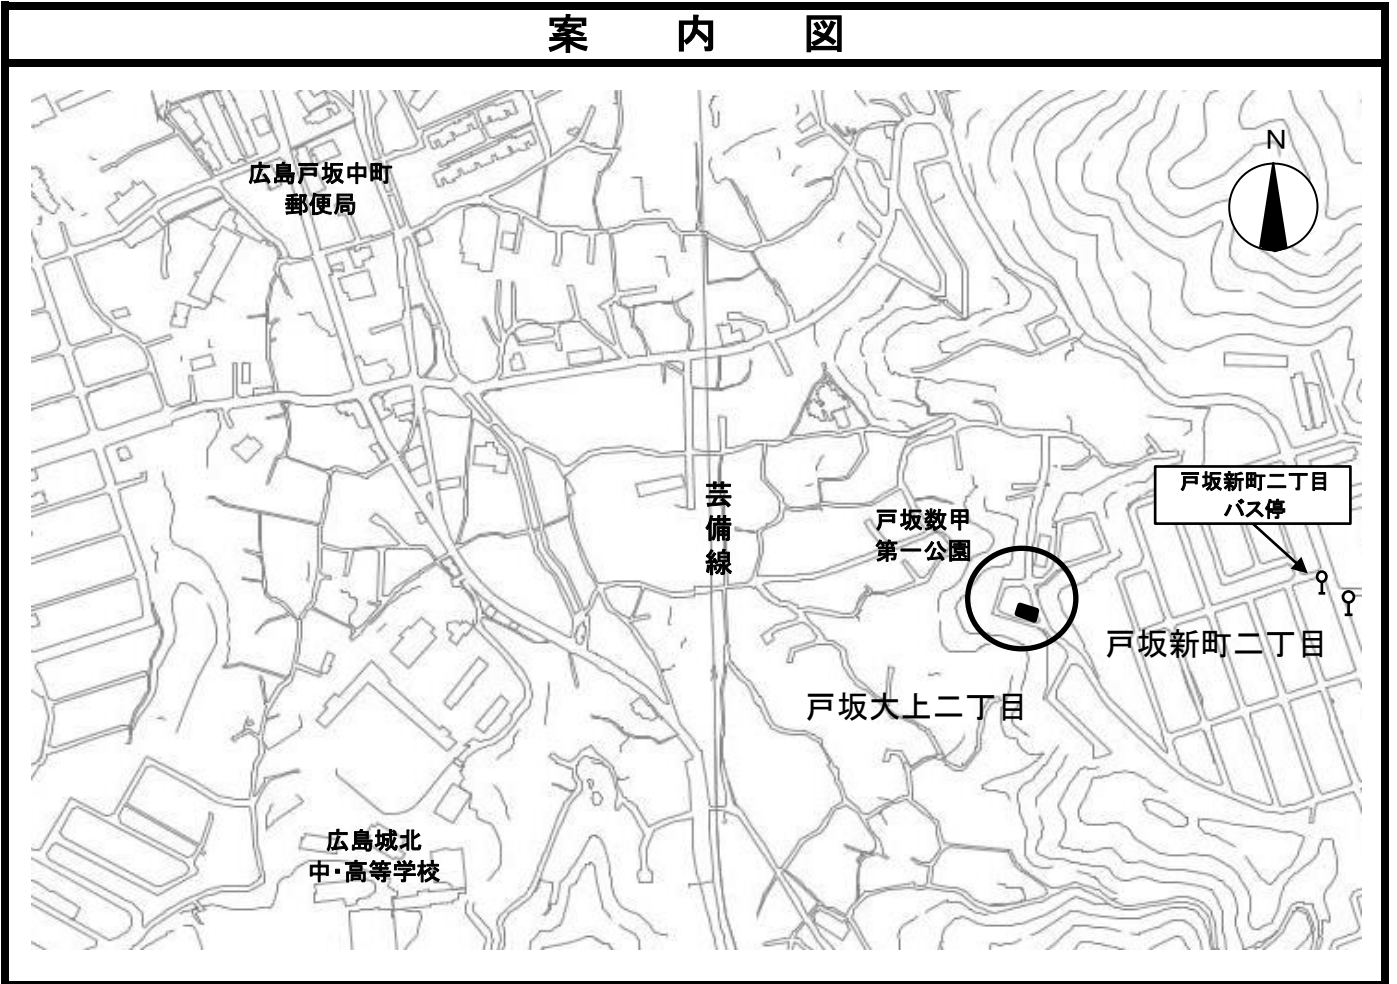 案内図
N
広島戸坂中町
郵便局
戸坂新町二丁目
バス停
芸備線
戸坂数甲
第一公園
戸坂新町二丁目
戸坂大上二丁目
広島城北
中・高等学校